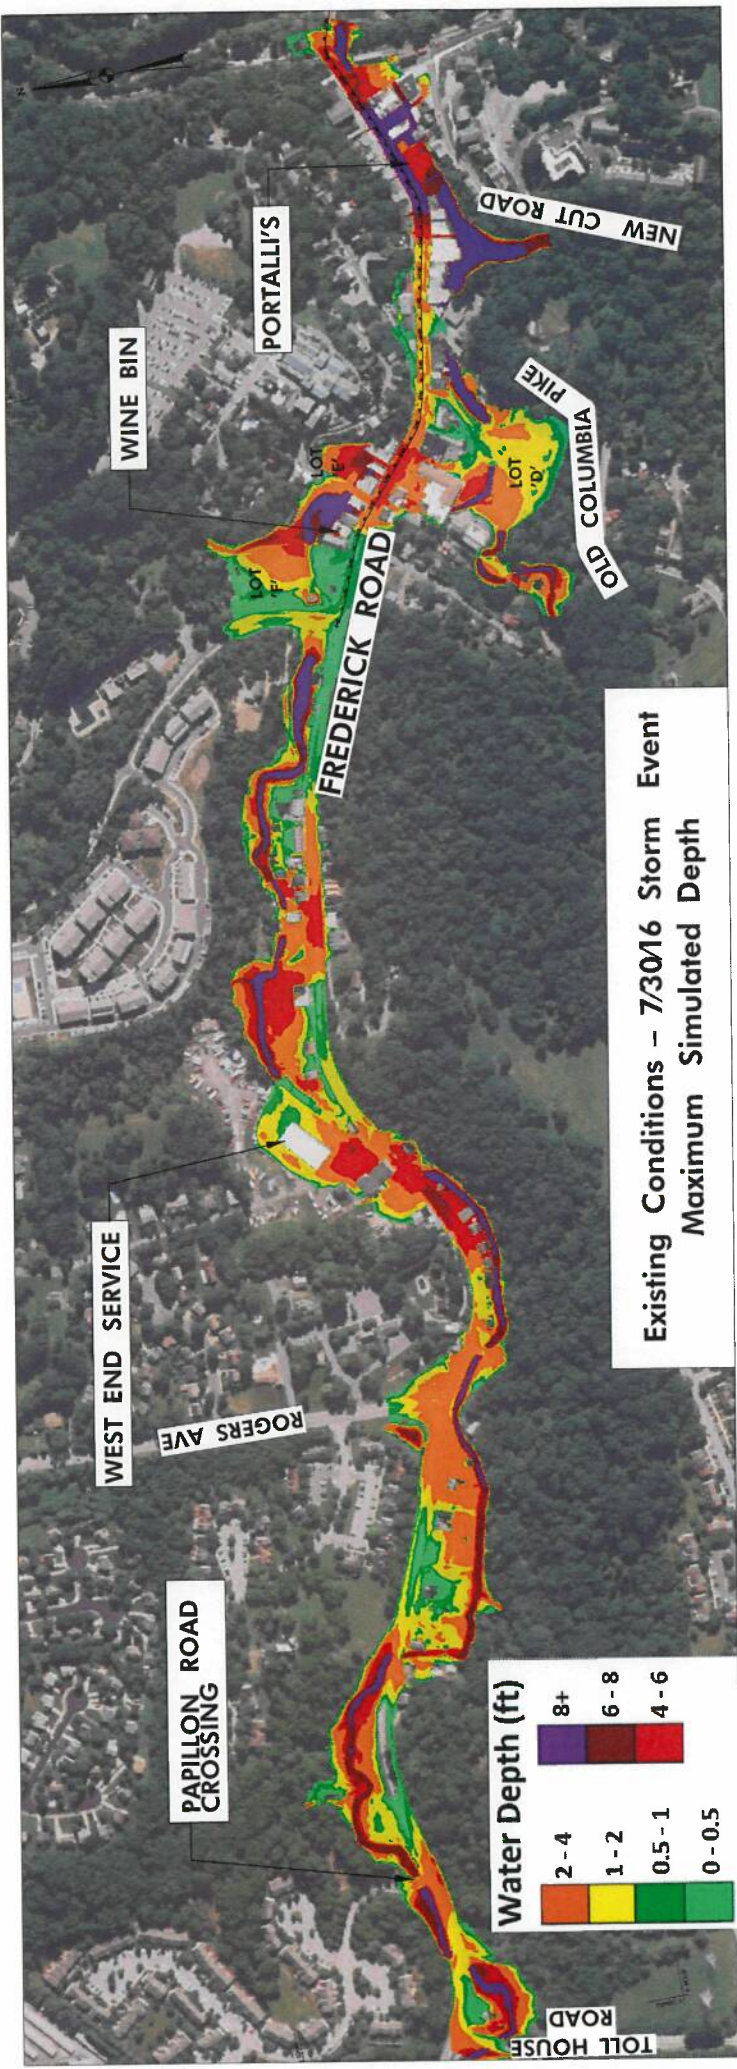 N
PORTALLI'S
NEW CUT ROAD
WINE BIN
LOT
'E'
LOT
'D'
OLD COLUMBIA
PIKE
LOT
'F'
FREDERICK ROAD
WEST END SERVICE
ROGERS AVE
PAPILLON ROAD
CROSSING
TOLL HOUSE
ROAD
Existing Conditions – 7/30/16 Storm Event
Maximum Simulated Depth
Water Depth (ft)
2 - 4
1 - 2
0.5 - 1
0 - 0.5
8+
6 - 8
4 - 6